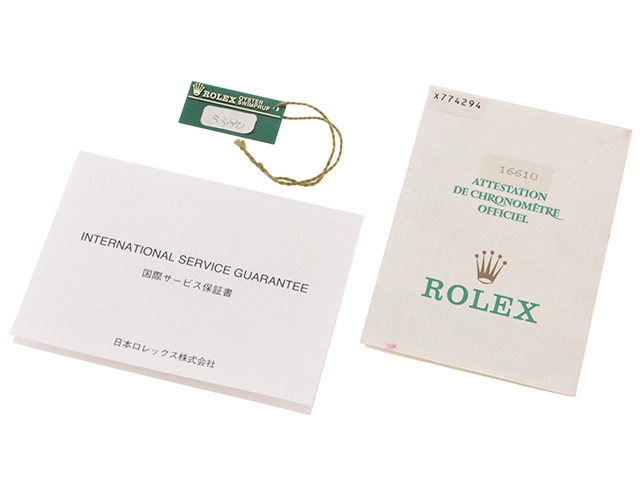 ROLEX OYSTER
SWIMPRUF
3380
INTERNATIONAL SERVICE GUARANTEE
国際サービス保証書
日本ロレックス株式会社
X774294
16610
ATTESTATION
DE CHRONOMÈTRE
OFFICIEL
ROLEX